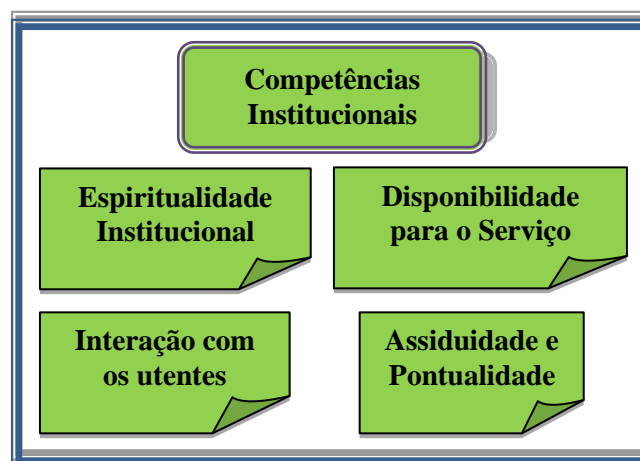 Competências
Institucionais
Espiritualidade
Institucional
Disponibilidade
para o Serviço
Interação com
os utentes
Assiduidade e
Pontualidade